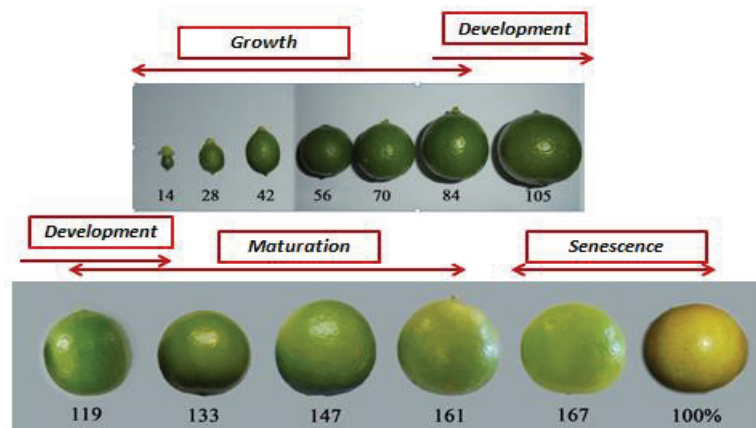 Growth
Development
14 28 42 56 70 84 105
Development
Maturation
Senescence
119 133 147 161 167 100%